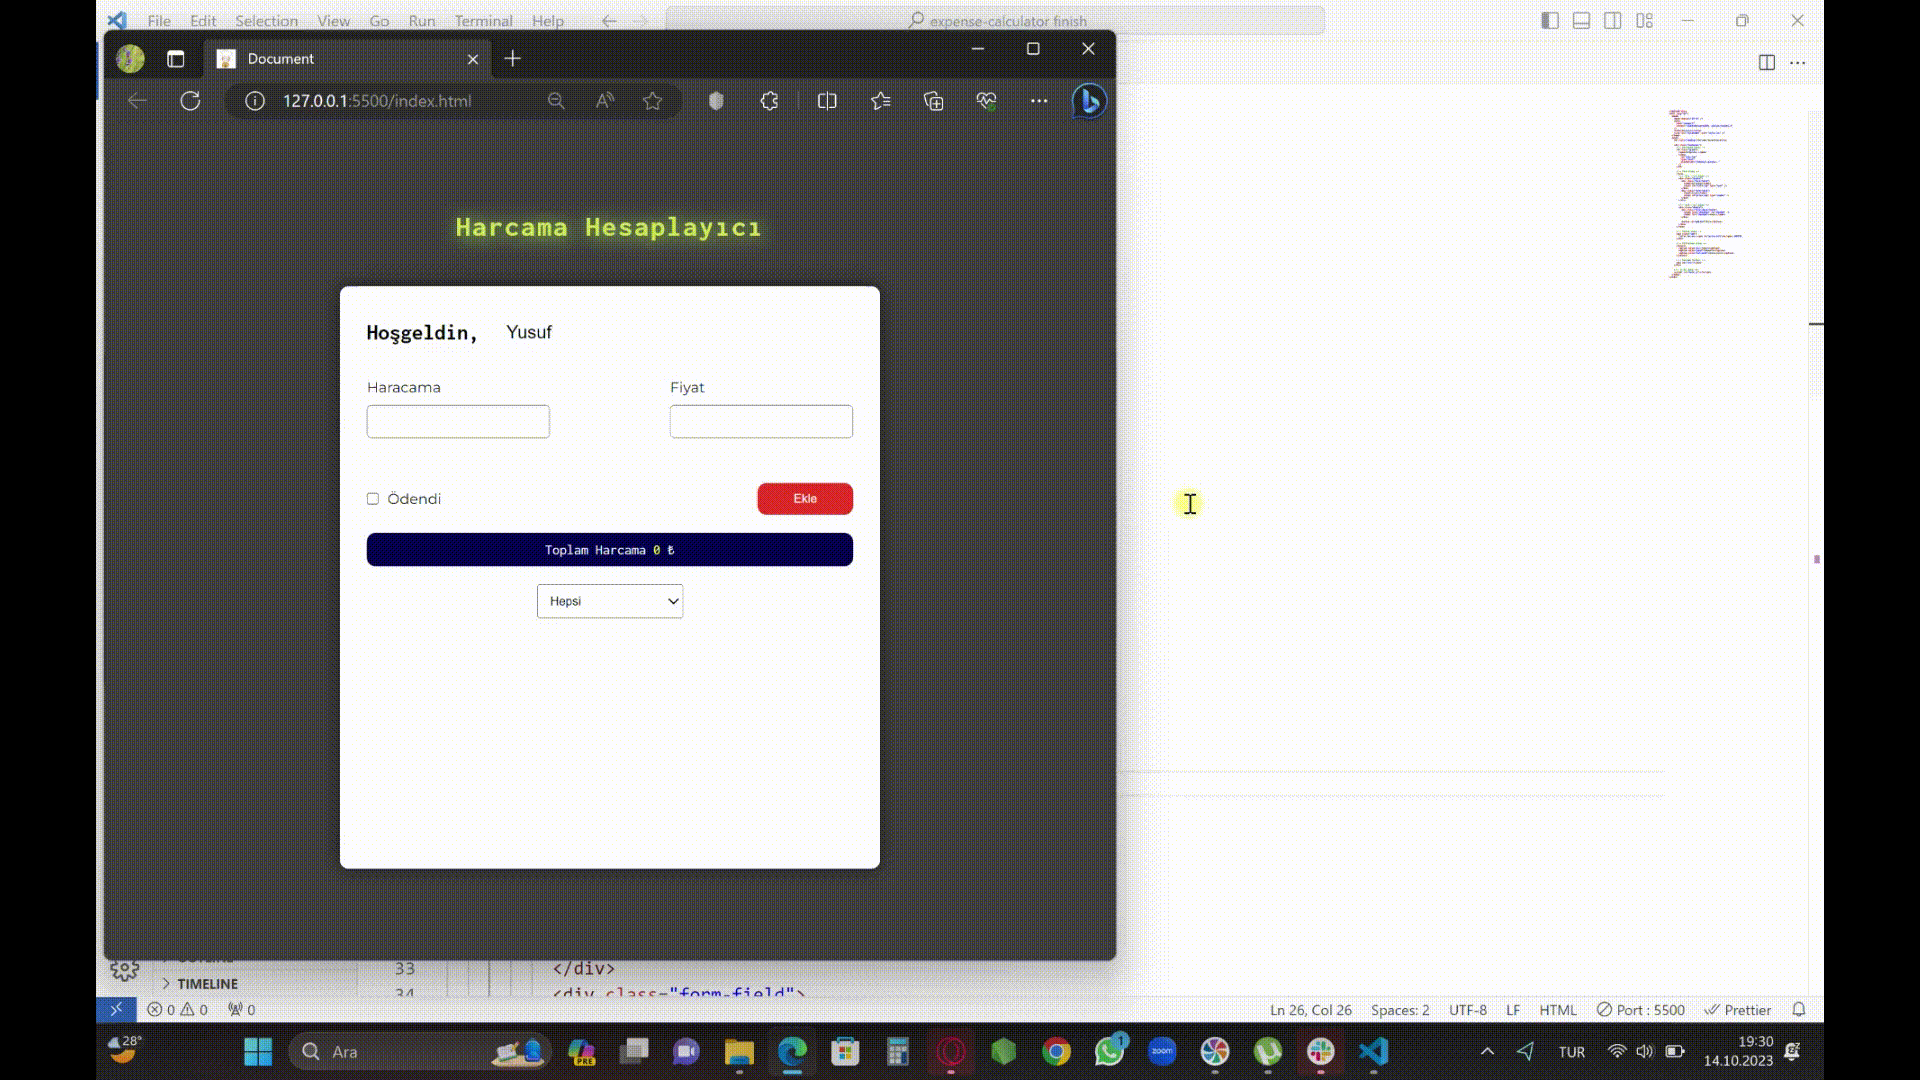 File Edit Selection View Go Run Terminal Help
expense-calculator finish
Document
127.0.0.1:5500/index.html
Harcama Hesaplayıcı
Hoşgeldin, Yusuf
Haracama Fiyat
Ödendi Ekle
Toplam Harcama 0 ₺
Hepsi
33 </div>
TIMELINE
34 <div class="form-field">
0 0 0
Ln 26, Col 26 Spaces: 2 UTF-8 LF HTML Port : 5500 Prettier
28°
Ara
PRE
zoom
1
TUR
19:30
14.10.2023